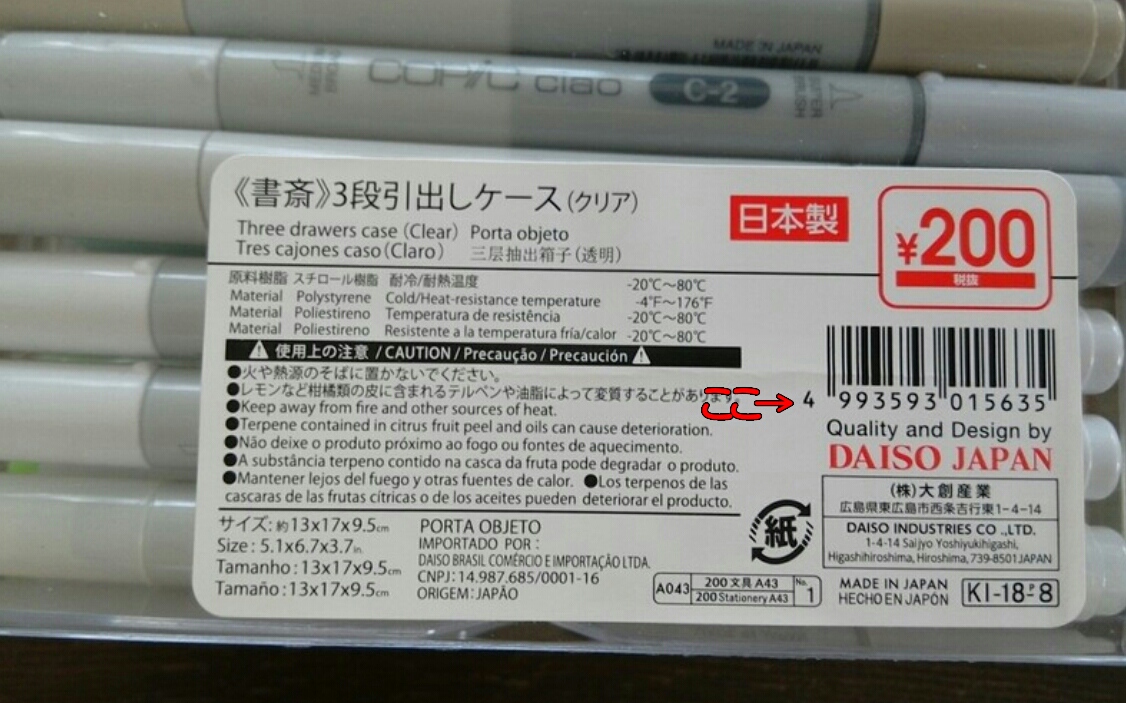 MADE IN JAPAN
MEDIUM BROAD
COPIC ciao
C-2
SUPER BRUSH
《書斎》3段引出しケース(クリア)
Three drawers case (Clear) Porta objeto
Tres cajones caso(Claro) 三层抽出箱子(透明)
日本製
¥200
税抜
原料樹脂 スチロール樹脂 耐冷/耐熱温度 -20℃～80℃
Material Polystyrene Cold/Heat-resistance temperature -4℉～176℉
Material Poliestireno Temperatura de resistência -20℃～80℃
Material Poliestireno Resistente a la temperatura fría/calor -20℃～80℃
⚠ 使用上の注意 / CAUTION / Precaução / Precaución ⚠
●火や熱源のそばに置かないでください。
●レモンなど柑橘類の皮に含まれるテルペンや油脂によって変質することがあります。
●Keep away from fire and other sources of heat.
●Terpene contained in citrus fruit peel and oils can cause deterioration.
●Não deixe o produto próximo ao fogo ou fontes de aquecimento.
●A substância terpeno contido na casca da fruta pode degradar o produto.
●Mantener lejos del fuego y otras fuentes de calor. ●Los terpenos de las
cascaras de las frutas cítricas o de los aceites pueden deteriorar el producto.
ここ→
4 993593 015635
Quality and Design by
DAISO JAPAN
(株)大創産業
広島県東広島市西条吉行東1-4-14
DAISO INDUSTRIES CO.,LTD.
1-4-14 Saijyo Yoshiyukihigashi,
Higashihiroshima, Hiroshima, 739-8501JAPAN
サイズ:約13x17x9.5cm
Size: 5.1x6.7x3.7in.
Tamanho:13x17x9.5cm
Tamaño:13x17x9.5cm
PORTA OBJETO
IMPORTADO POR:
DAISO BRASIL COMÉRCIO E IMPORTAÇÃO LTDA.
CNPJ:14.987.685/0001-16
ORIGEM:JAPÃO
紙
A043 200 文具 A43 No.
200 Stationery A43 1
MADE IN JAPAN
HECHO EN JAPÓN
KI-18-P-8